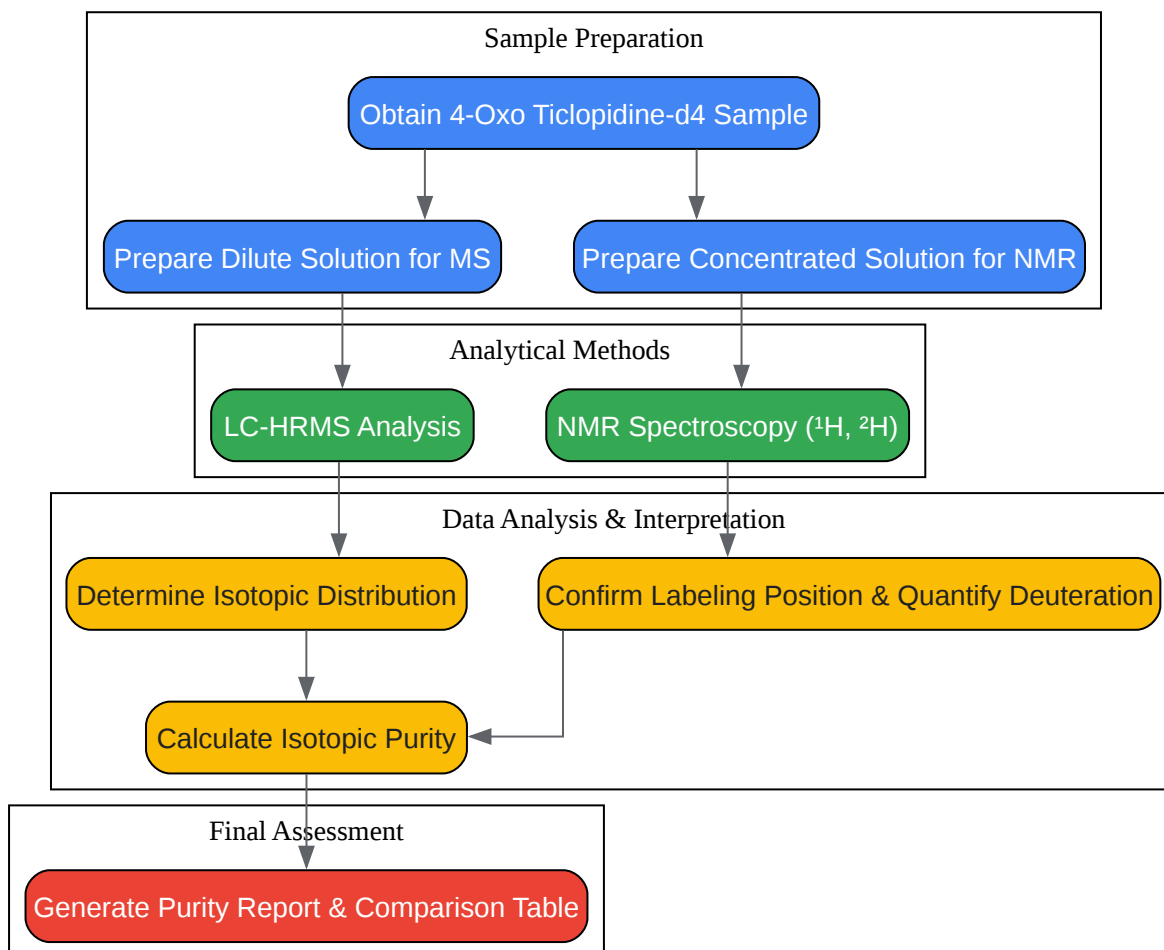 Sample Preparation
Obtain 4-Oxo Ticlopidine-d4 Sample
Prepare Dilute Solution for MS
Prepare Concentrated Solution for NMR
Analytical Methods
LC-HRMS Analysis
NMR Spectroscopy (¹H, ²H)
Data Analysis & Interpretation
Determine Isotopic Distribution
Confirm Labeling Position & Quantify Deuteration
Calculate Isotopic Purity
Final Assessment
Generate Purity Report & Comparison Table